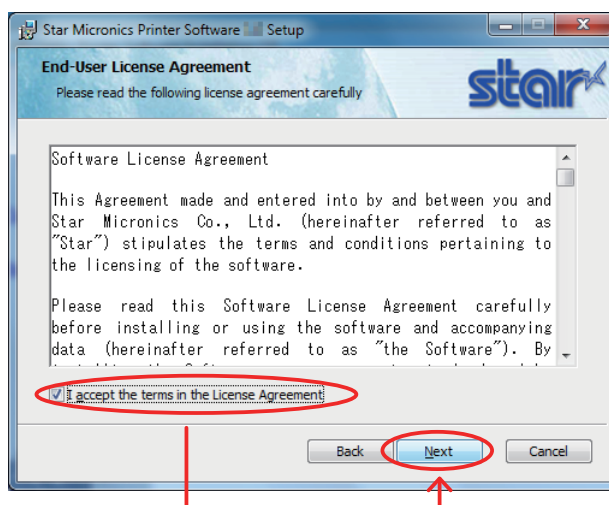 Star Micronics Printer Software Setup
End-User License Agreement
Please read the following license agreement carefully
star
Software License Agreement
This Agreement made and entered into by and between you and
Star Micronics Co., Ltd. (hereinafter referred to as
"Star") stipulates the terms and conditions pertaining to
the licensing of the software.
Please read this Software License Agreement carefully
before installing or using the software and accompanying
data (hereinafter referred to as "the Software"). By
I accept the terms in the License Agreement
Back Next Cancel